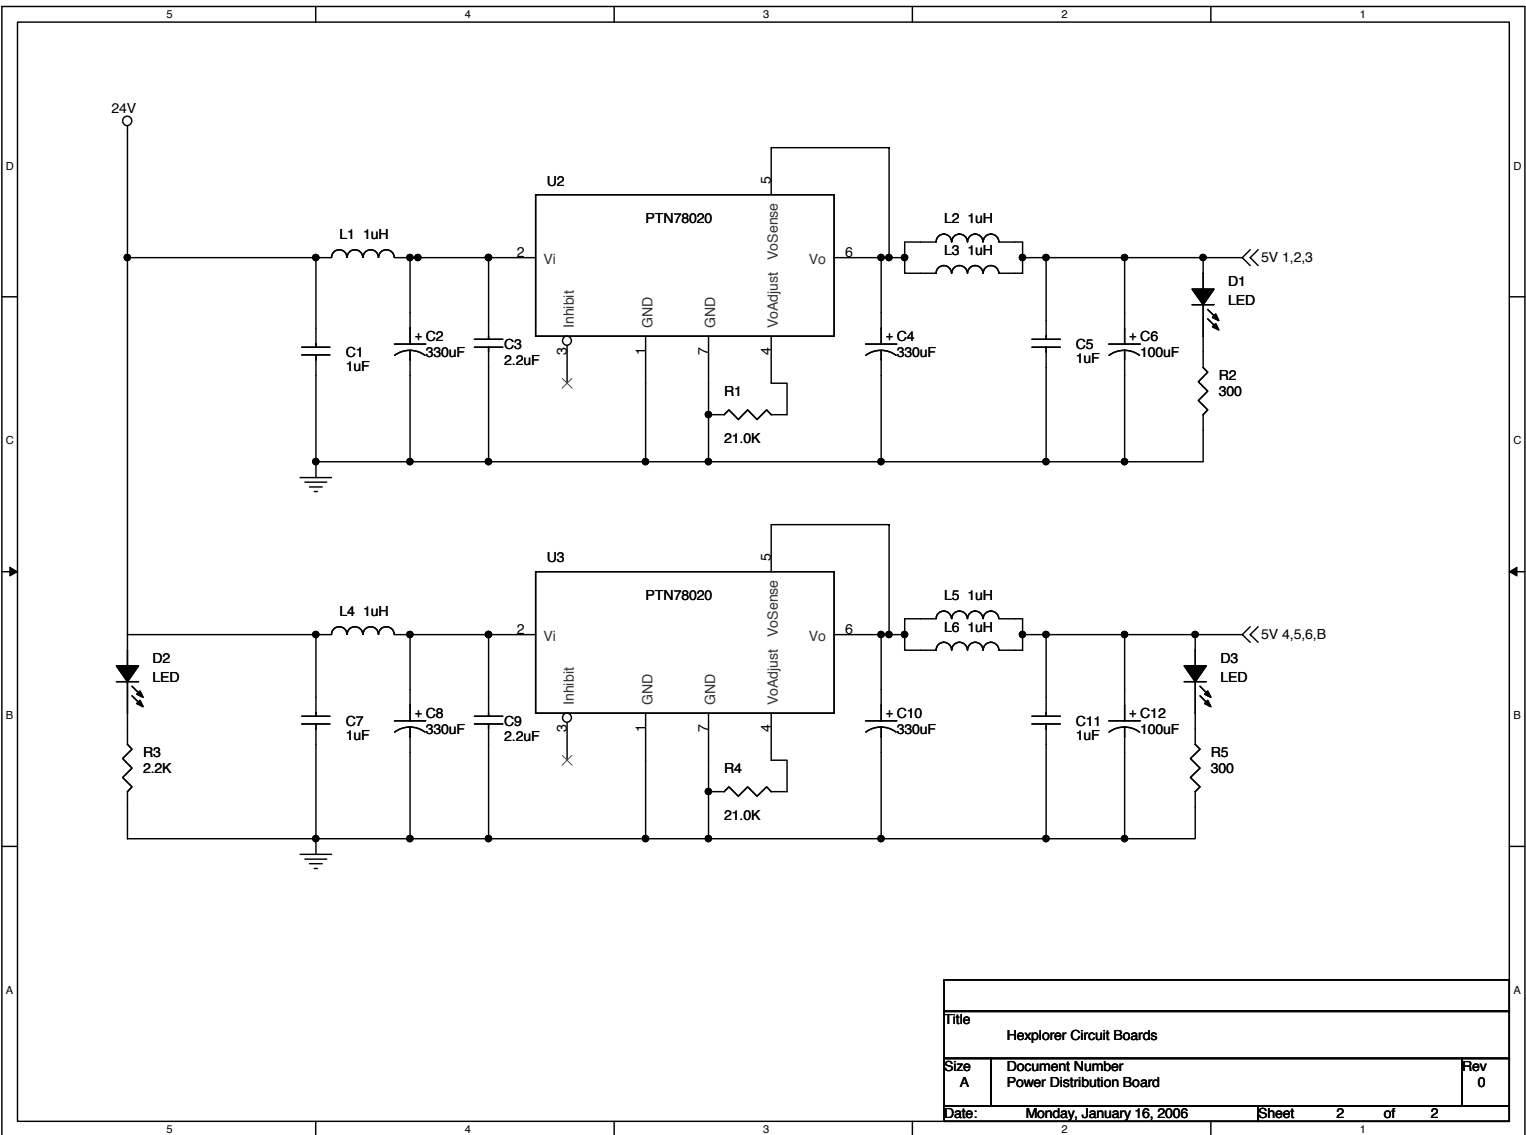 5 4 3 2 1
24V
D D
U2
5
PTN78020
VoSense
L2 1uH
L1 1uH
L3 1uH
2 Vi
Vo 6
5V 1,2,3
D1
LED
Inhibit
GND
GND
VoAdjust
+ C2
330uF
C3
2.2uF
+ C4
330uF
C5
1uF
+ C6
100uF
C1
1uF
3
1
7
4
R2
300
R1
21.0K
C C
U3
5
PTN78020
VoSense
L5 1uH
L4 1uH
L6 1uH
2 Vi
Vo 6
5V 4,5,6,B
D2
LED
D3
LED
Inhibit
GND
GND
VoAdjust
B B
C7
1uF
+ C8
330uF
C9
2.2uF
+ C10
330uF
C11
1uF
+ C12
100uF
3
1
7
4
R3
2.2K
R5
300
R4
21.0K
A A
Title
Hexplorer Circuit Boards
Size Document Number Rev
A Power Distribution Board 0
Date: Monday, January 16, 2006 Sheet 2 of 2
5 4 3 2 1